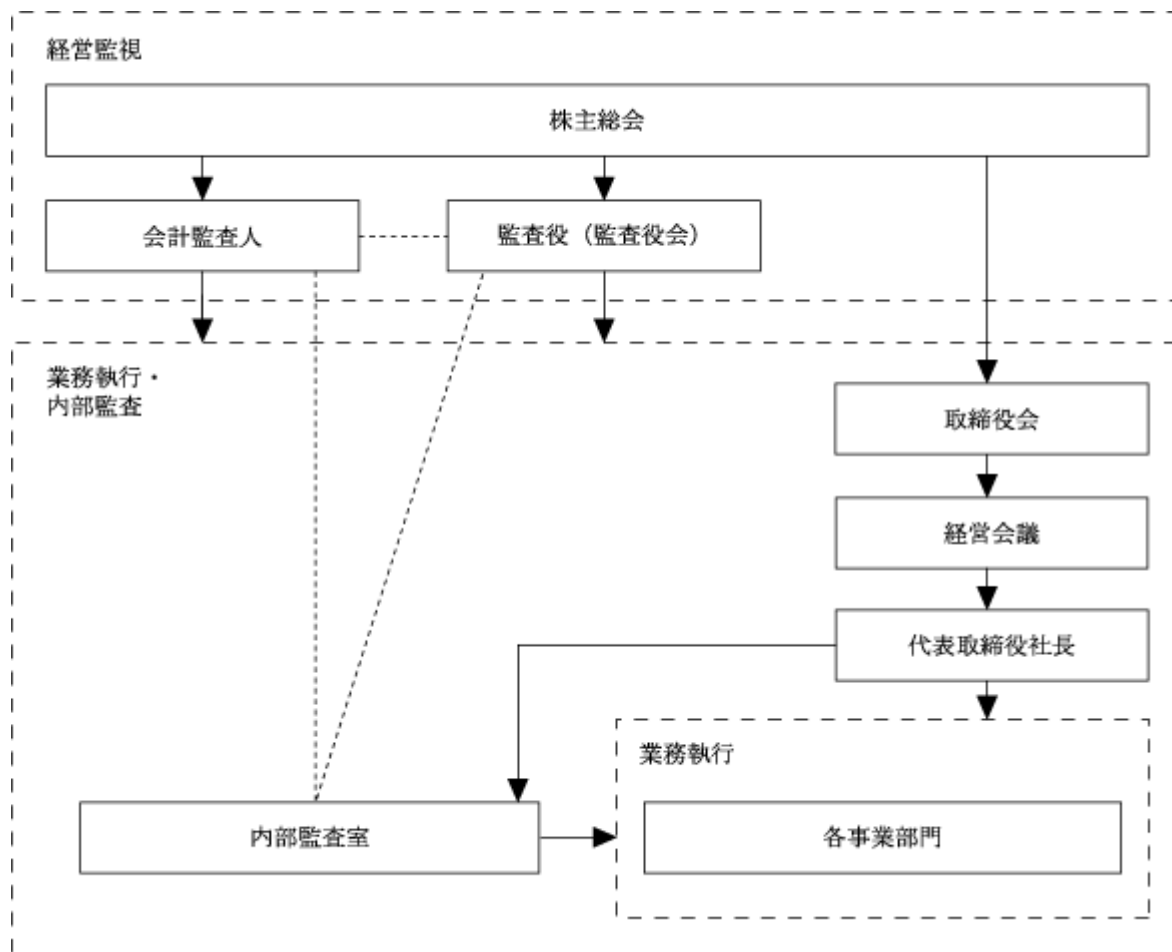 経営監視
株主総会
会計監査人
監査役（監査役会）
業務執行・
内部監査
取締役会
経営会議
代表取締役社長
業務執行
内部監査室
各事業部門